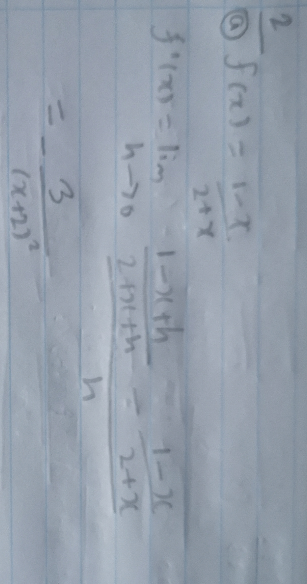 2
(a) f(x) = (1-x)/(2+x)
f'(x) = lim h→0 ((1-x+h)/(2+x+h) - (1-x)/(2+x))/h
= - 3/(x+2)²